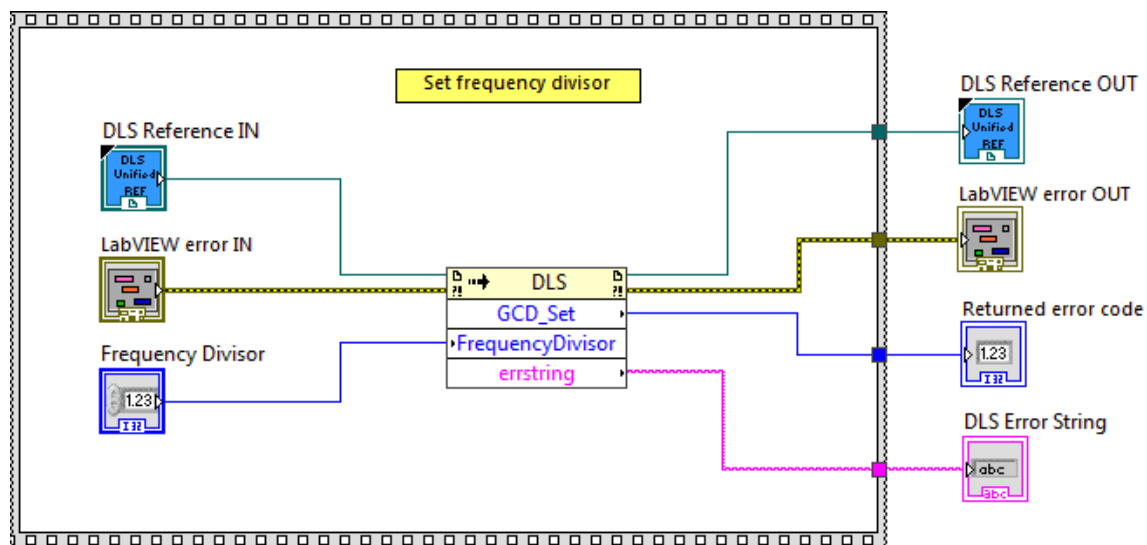 Set frequency divisor
DLS Reference OUT
DLS
Unified
REF
DLS Reference IN
DLS
Unified
REF
LabVIEW error OUT
LabVIEW error IN
?!
DLS
?!
GCD_Set
Returned error code
1.23
I32
Frequency Divisor
FrequencyDivisor
1.23
I32
errstring
DLS Error String
abc
abc